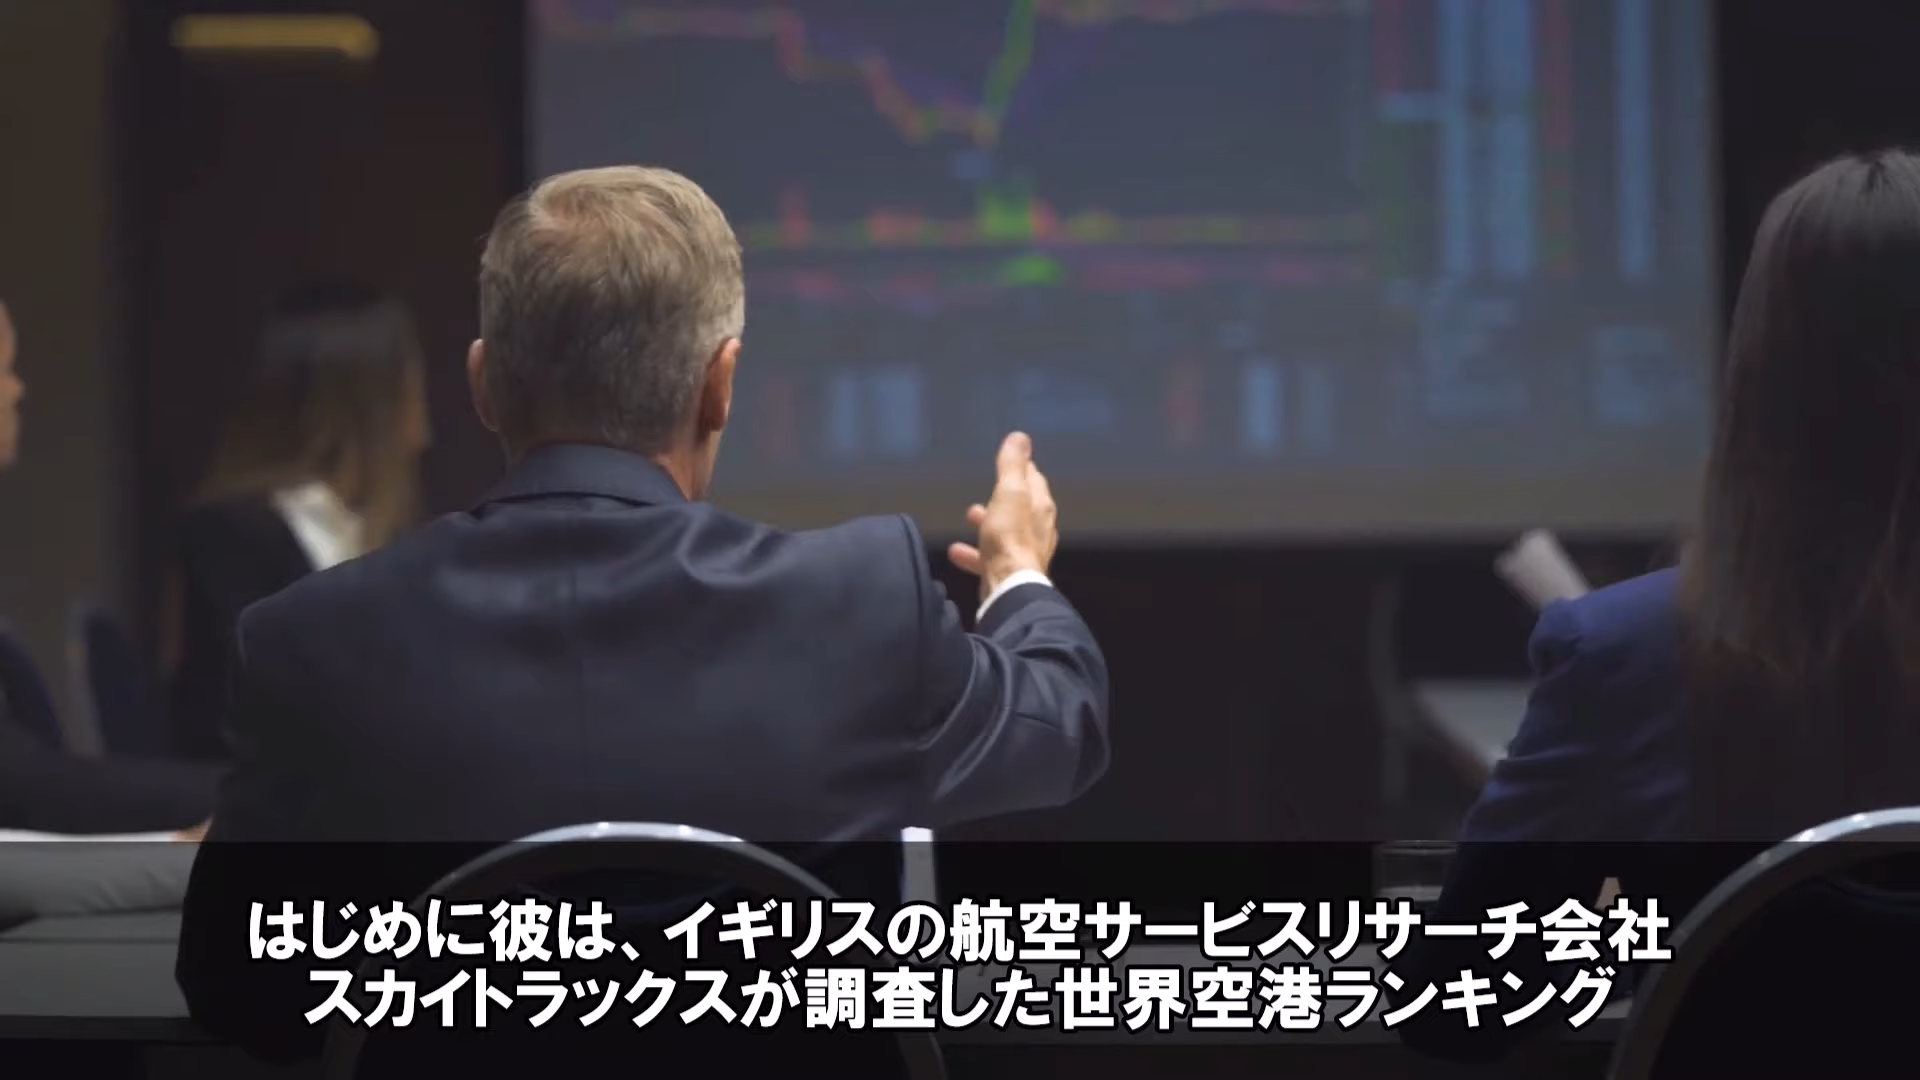 はじめに彼は、イギリスの航空サービスリサーチ会社
スカイトラックスが調査した世界空港ランキング